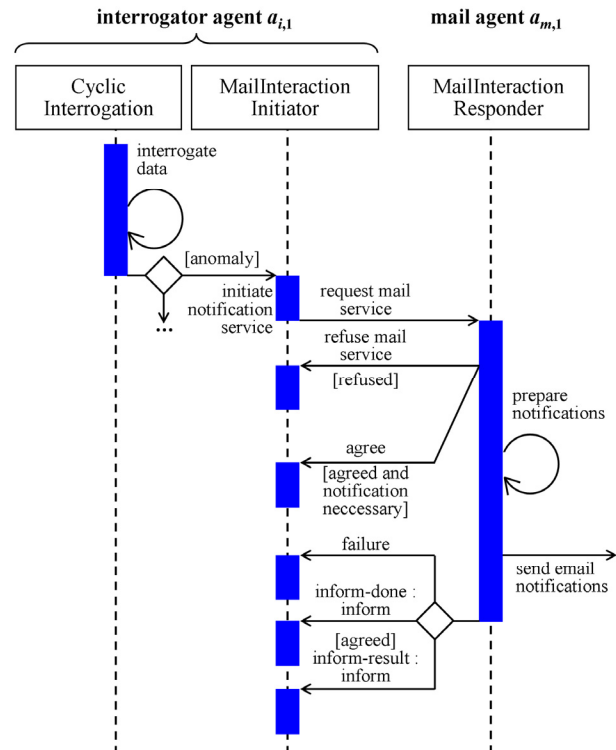 interrogator agent a_{i,1}
mail agent a_{m,1}
Cyclic
Interrogation
MailInteraction
Initiator
MailInteraction
Responder
interrogate
data
[anomaly]
...
initiate
notification
service
request mail
service
refuse mail
service
[refused]
prepare
notifications
agree
[agreed and
notification
neccessary]
failure
send email
notifications
inform-done :
inform
[agreed]
inform-result :
inform